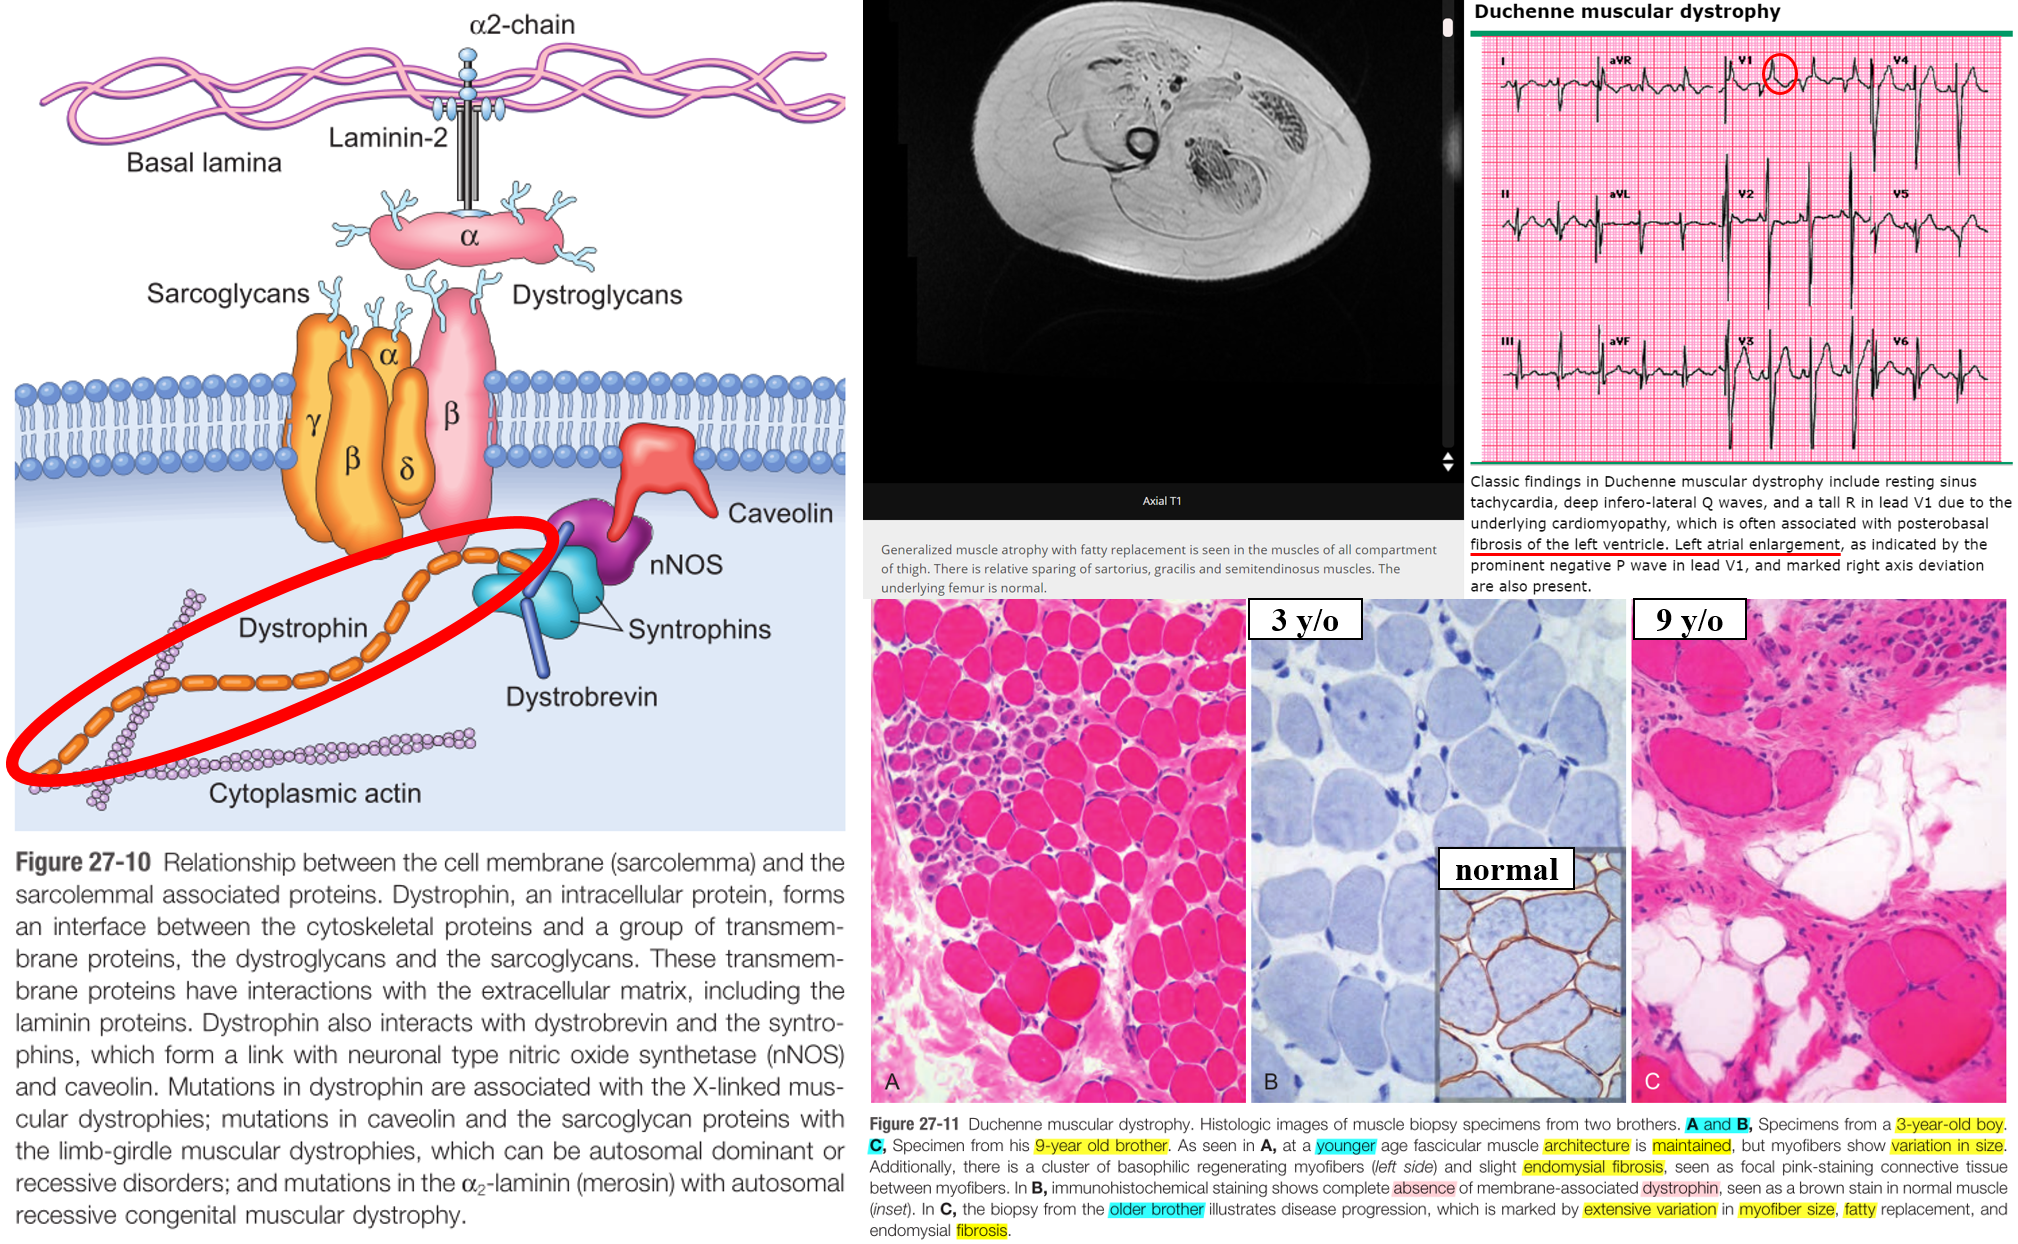 α2-chain
Laminin-2
Basal lamina
α
Sarcoglycans
Dystroglycans
α
γ
β
β
δ
Caveolin
nNOS
Dystrophin
Syntrophins
Dystrobrevin
Cytoplasmic actin
Figure 27-10 Relationship between the cell membrane (sarcolemma) and the
sarcolemmal associated proteins. Dystrophin, an intracellular protein, forms
an interface between the cytoskeletal proteins and a group of transmem-
brane proteins, the dystroglycans and the sarcoglycans. These transmem-
brane proteins have interactions with the extracellular matrix, including the
laminin proteins. Dystrophin also interacts with dystrobrevin and the syntro-
phins, which form a link with neuronal type nitric oxide synthetase (nNOS)
and caveolin. Mutations in dystrophin are associated with the X-linked mus-
cular dystrophies; mutations in caveolin and the sarcoglycan proteins with
the limb-girdle muscular dystrophies, which can be autosomal dominant or
recessive disorders; and mutations in the α2-laminin (merosin) with autosomal
recessive congenital muscular dystrophy.
Axial T1
Generalized muscle atrophy with fatty replacement is seen in the muscles of all compartment
of thigh. There is relative sparing of sartorius, gracilis and semitendinosus muscles. The
underlying femur is normal.
Duchenne muscular dystrophy
I aVR V1 V4
II aVL V2 V5
III aVF V3 V6
Classic findings in Duchenne muscular dystrophy include resting sinus
tachycardia, deep infero-lateral Q waves, and a tall R in lead V1 due to the
underlying cardiomyopathy, which is often associated with posterobasal
fibrosis of the left ventricle. Left atrial enlargement, as indicated by the
prominent negative P wave in lead V1, and marked right axis deviation
are also present.
3 y/o
9 y/o
normal
A
B
C
Figure 27-11 Duchenne muscular dystrophy. Histologic images of muscle biopsy specimens from two brothers. A and B, Specimens from a 3-year-old boy.
C, Specimen from his 9-year old brother. As seen in A, at a younger age fascicular muscle architecture is maintained, but myofibers show variation in size.
Additionally, there is a cluster of basophilic regenerating myofibers (left side) and slight endomysial fibrosis, seen as focal pink-staining connective tissue
between myofibers. In B, immunohistochemical staining shows complete absence of membrane-associated dystrophin, seen as a brown stain in normal muscle
(inset). In C, the biopsy from the older brother illustrates disease progression, which is marked by extensive variation in myofiber size, fatty replacement, and
endomysial fibrosis.